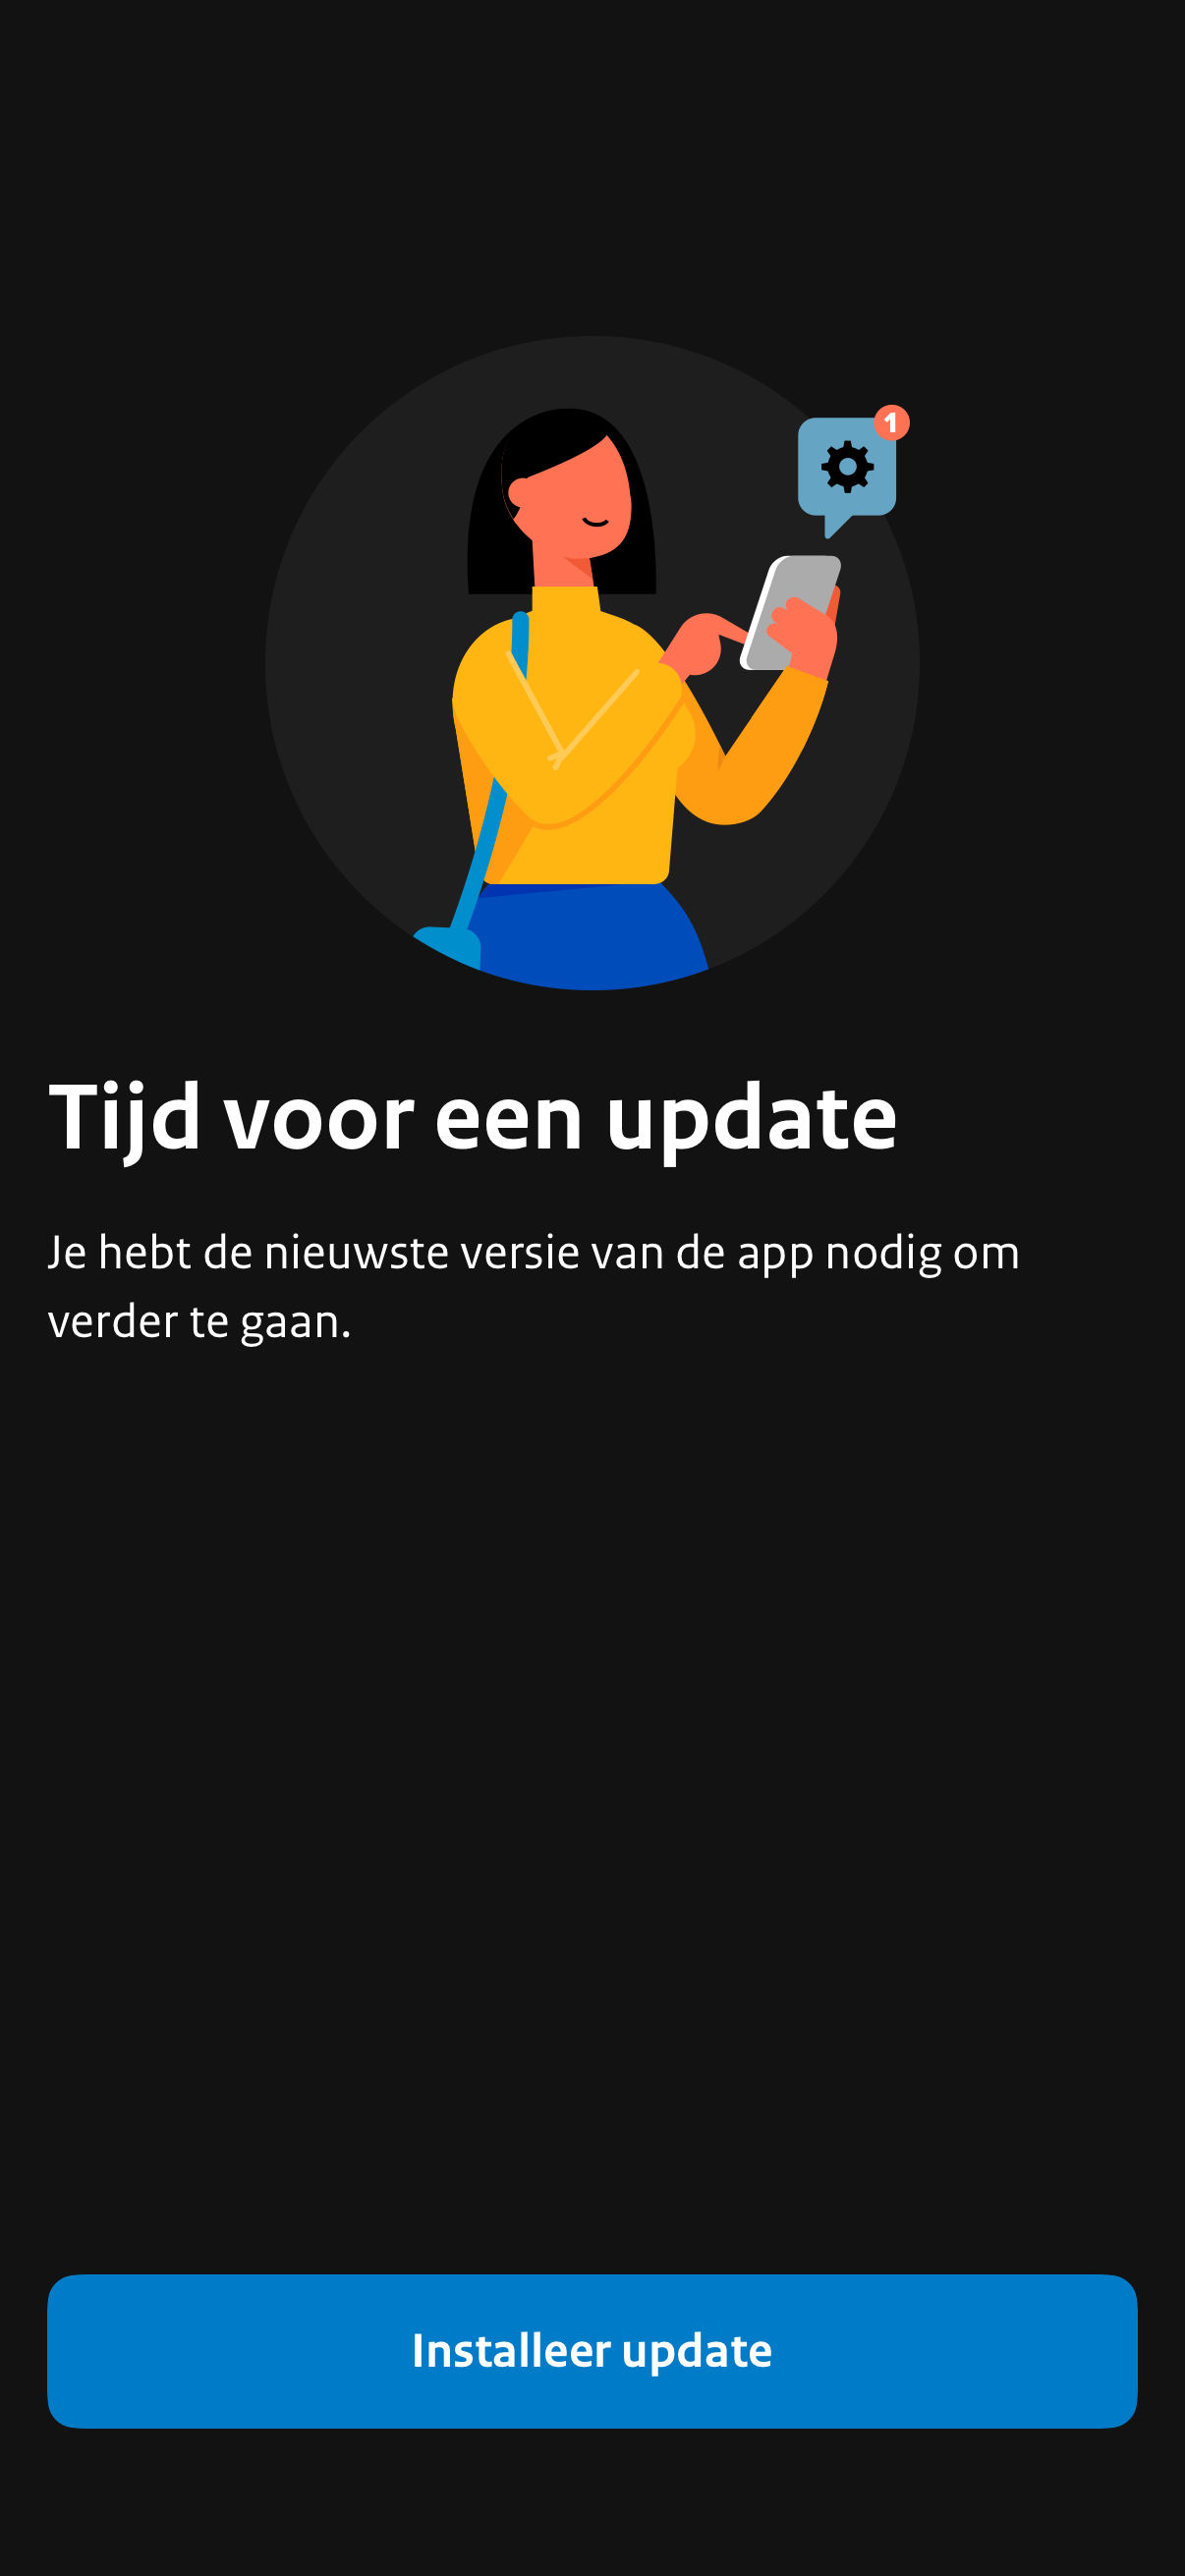 1
Tijd voor een update
Je hebt de nieuwste versie van de app nodig om
verder te gaan.
Installeer update